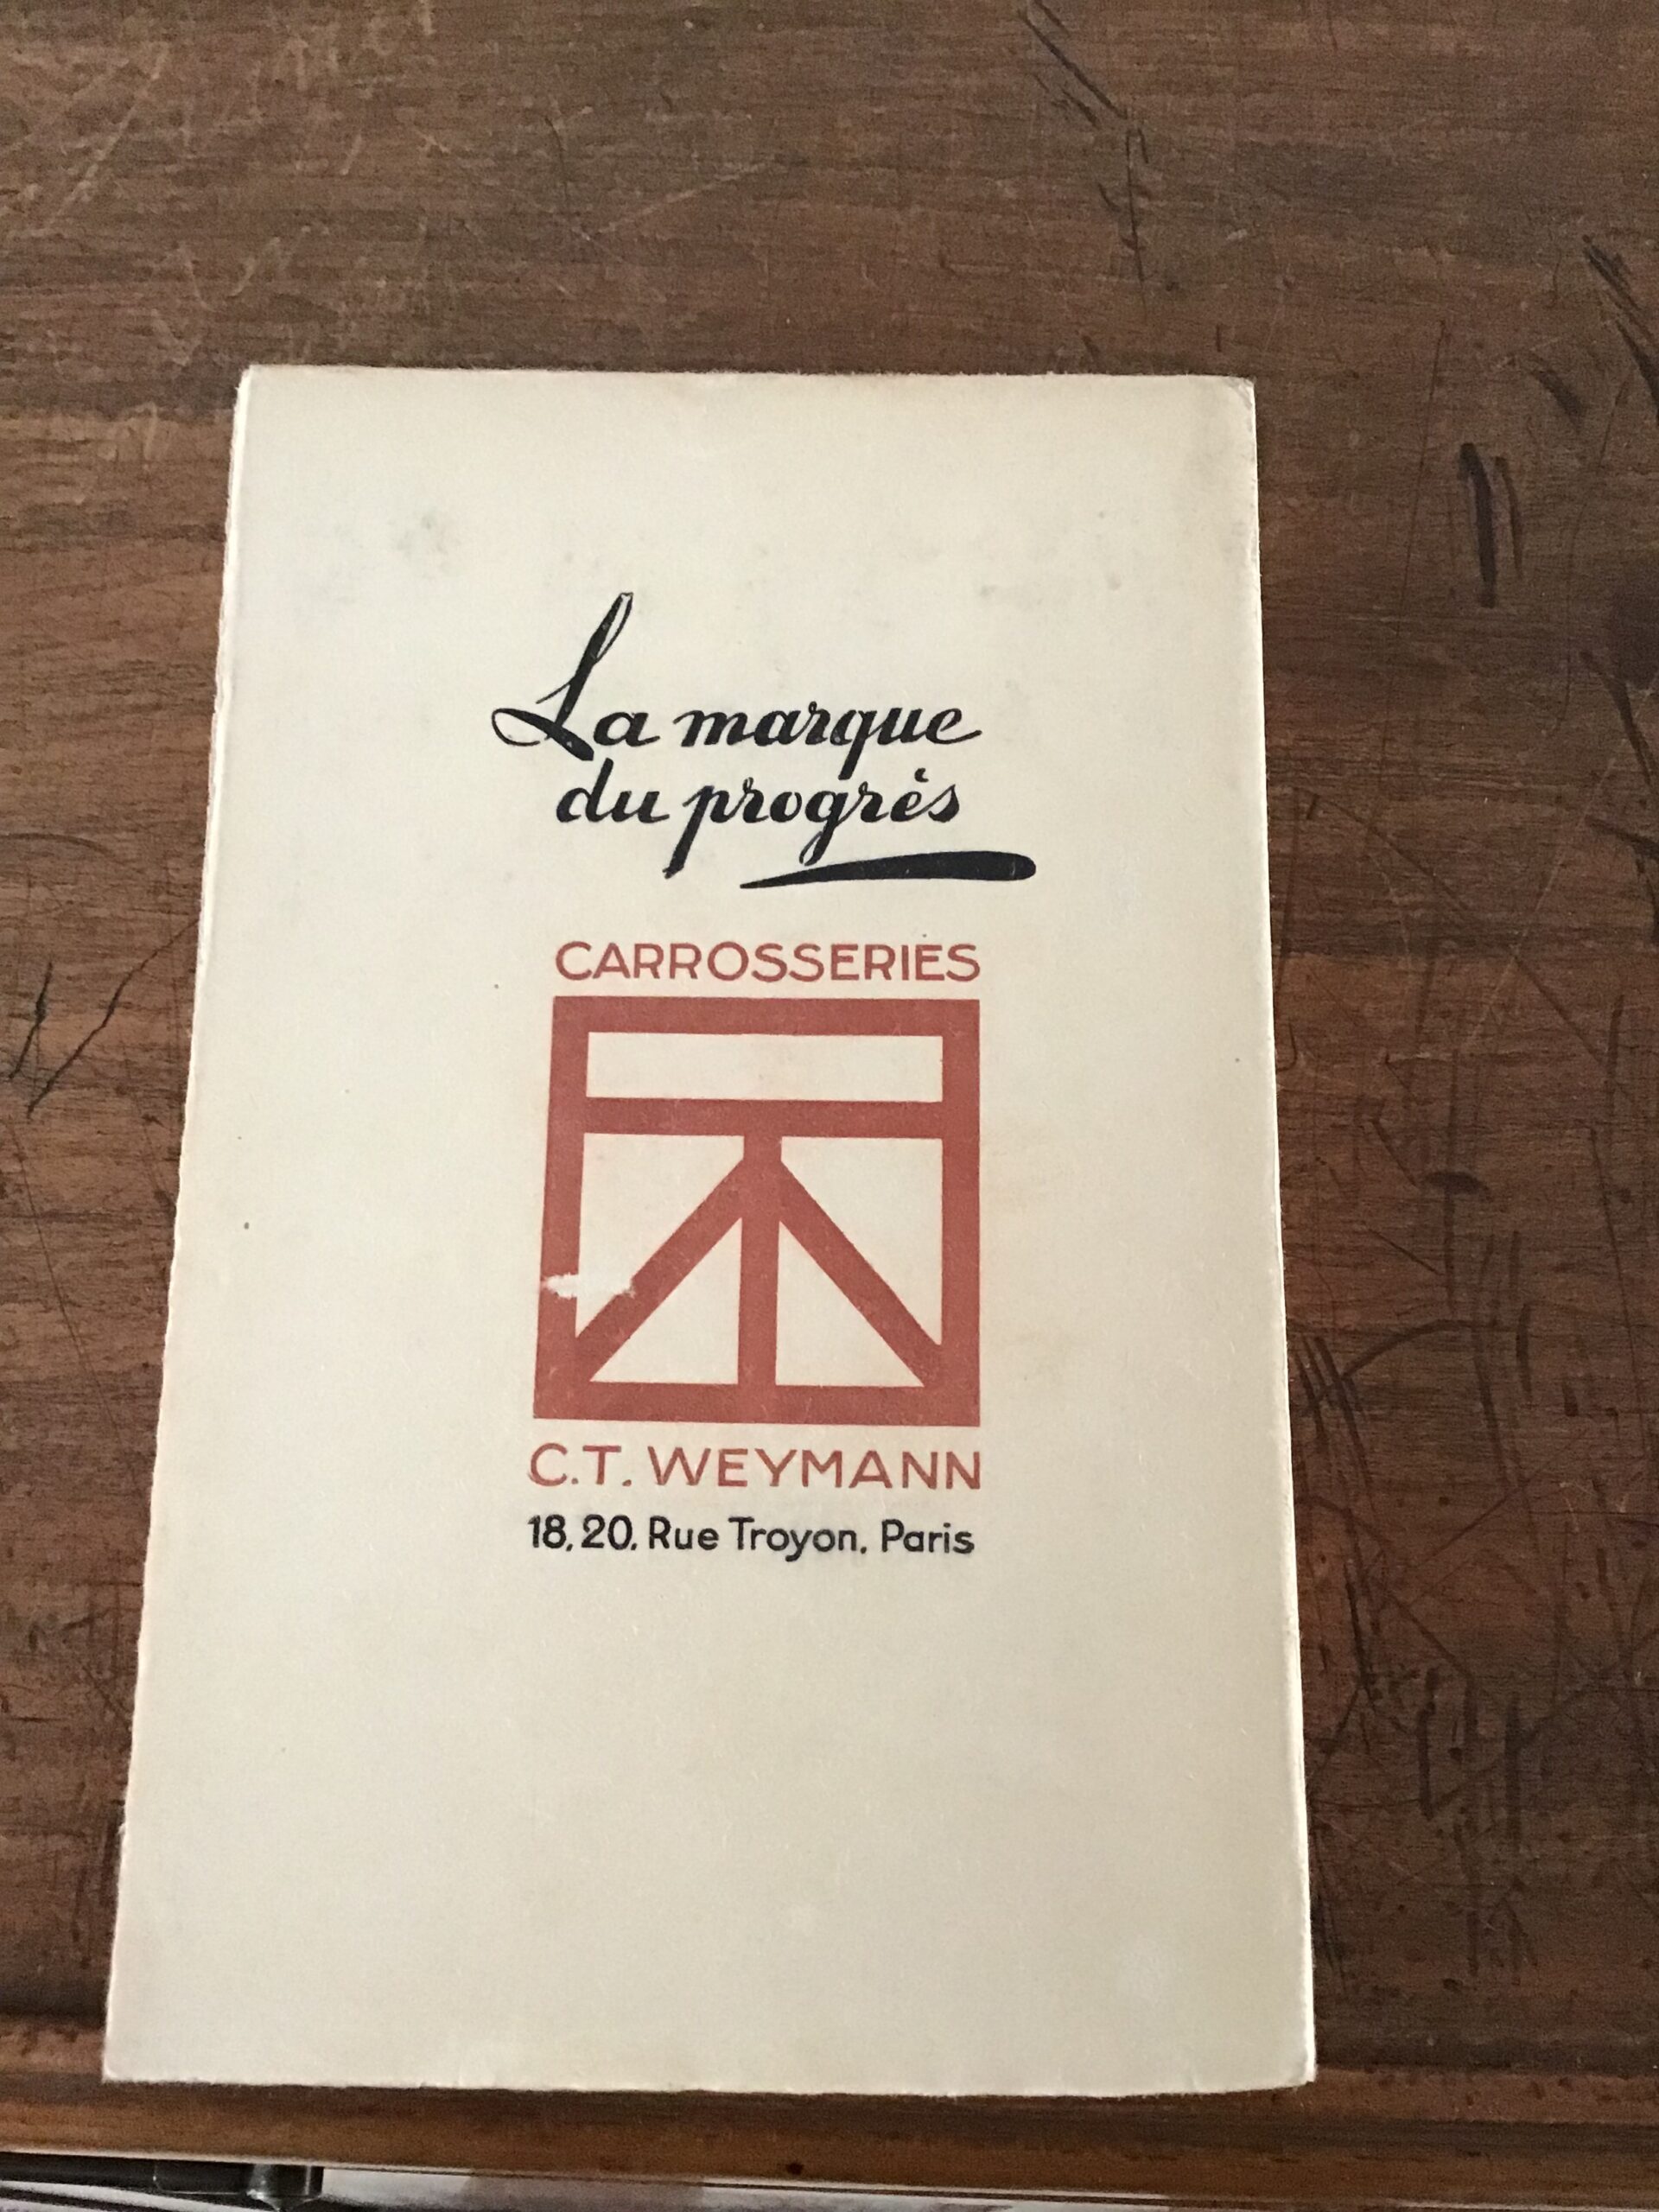 La marque
du progrès
CARROSSERIES
C.T. WEYMANN
18, 20, Rue Troyon, Paris